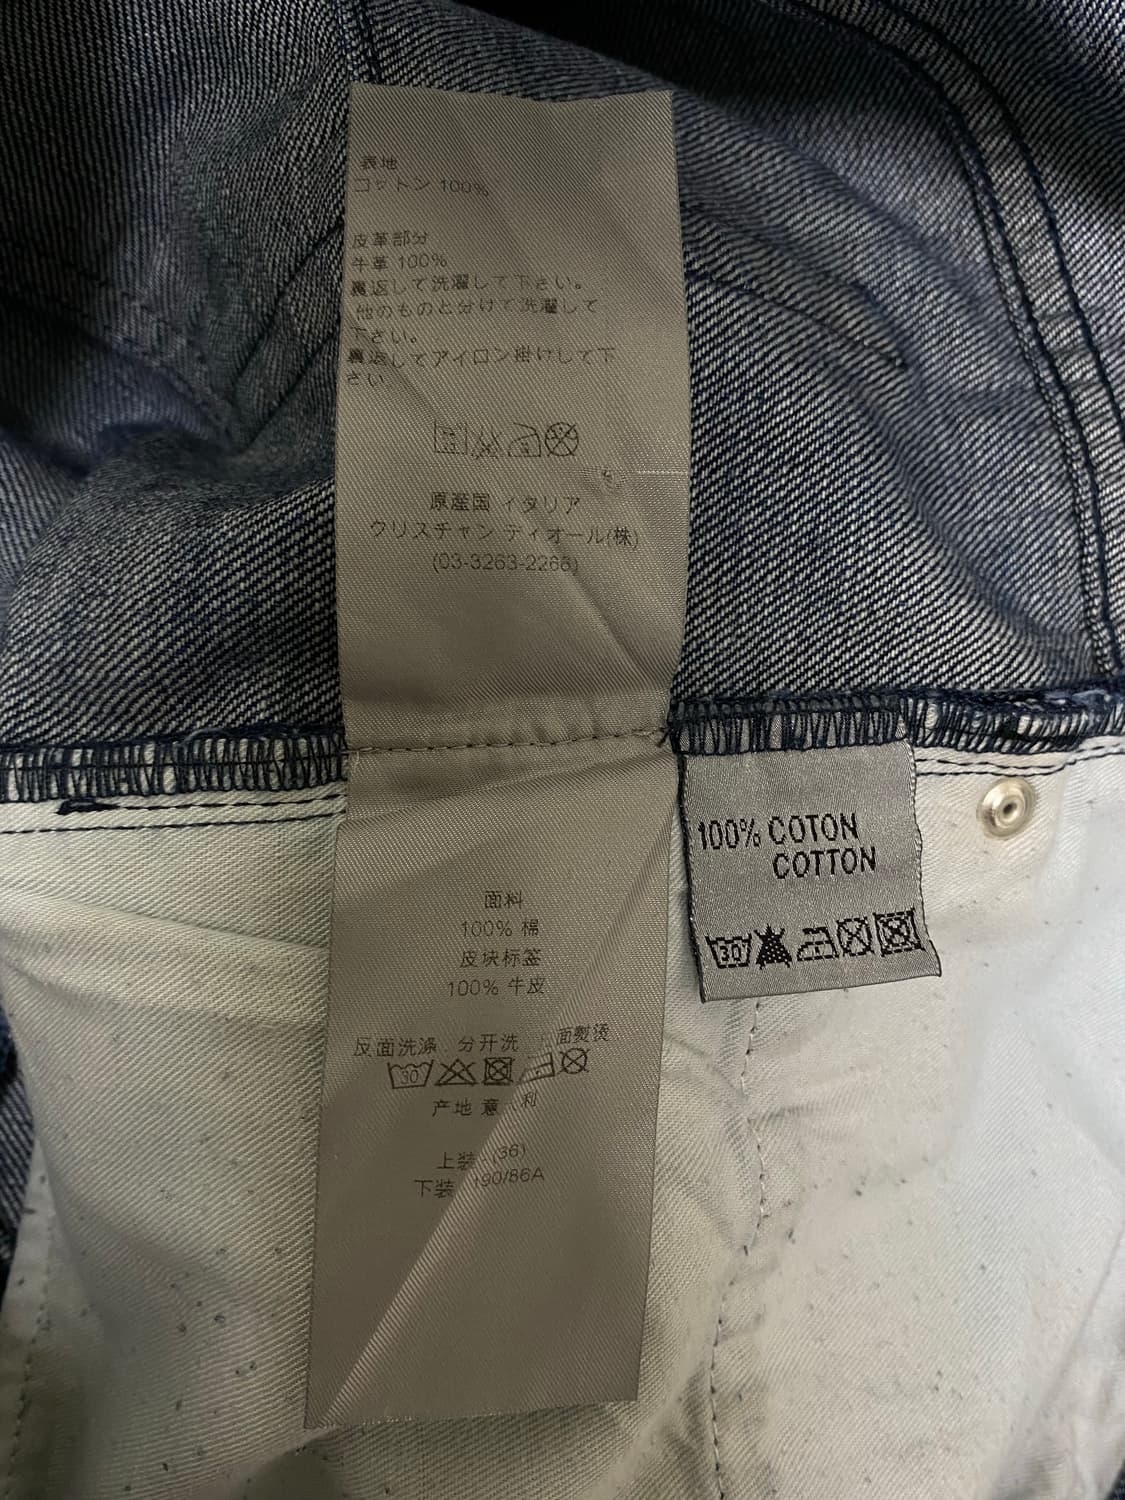 表地
コットン 100%
皮革部分
牛革 100%
裏返して洗濯して下さい。
他のものと分けて洗濯して
下さい。
裏返してアイロン掛けして下
さい
原産国 イタリア
クリスチャン ディオール(株)
(03-3263-2266)
面料
100% 棉
皮块标签
100% 牛皮
反面洗涤 分开洗 面熨烫
30
产地 意 利
上装 (36)
下装 190/86A
100% COTON
COTTON
30